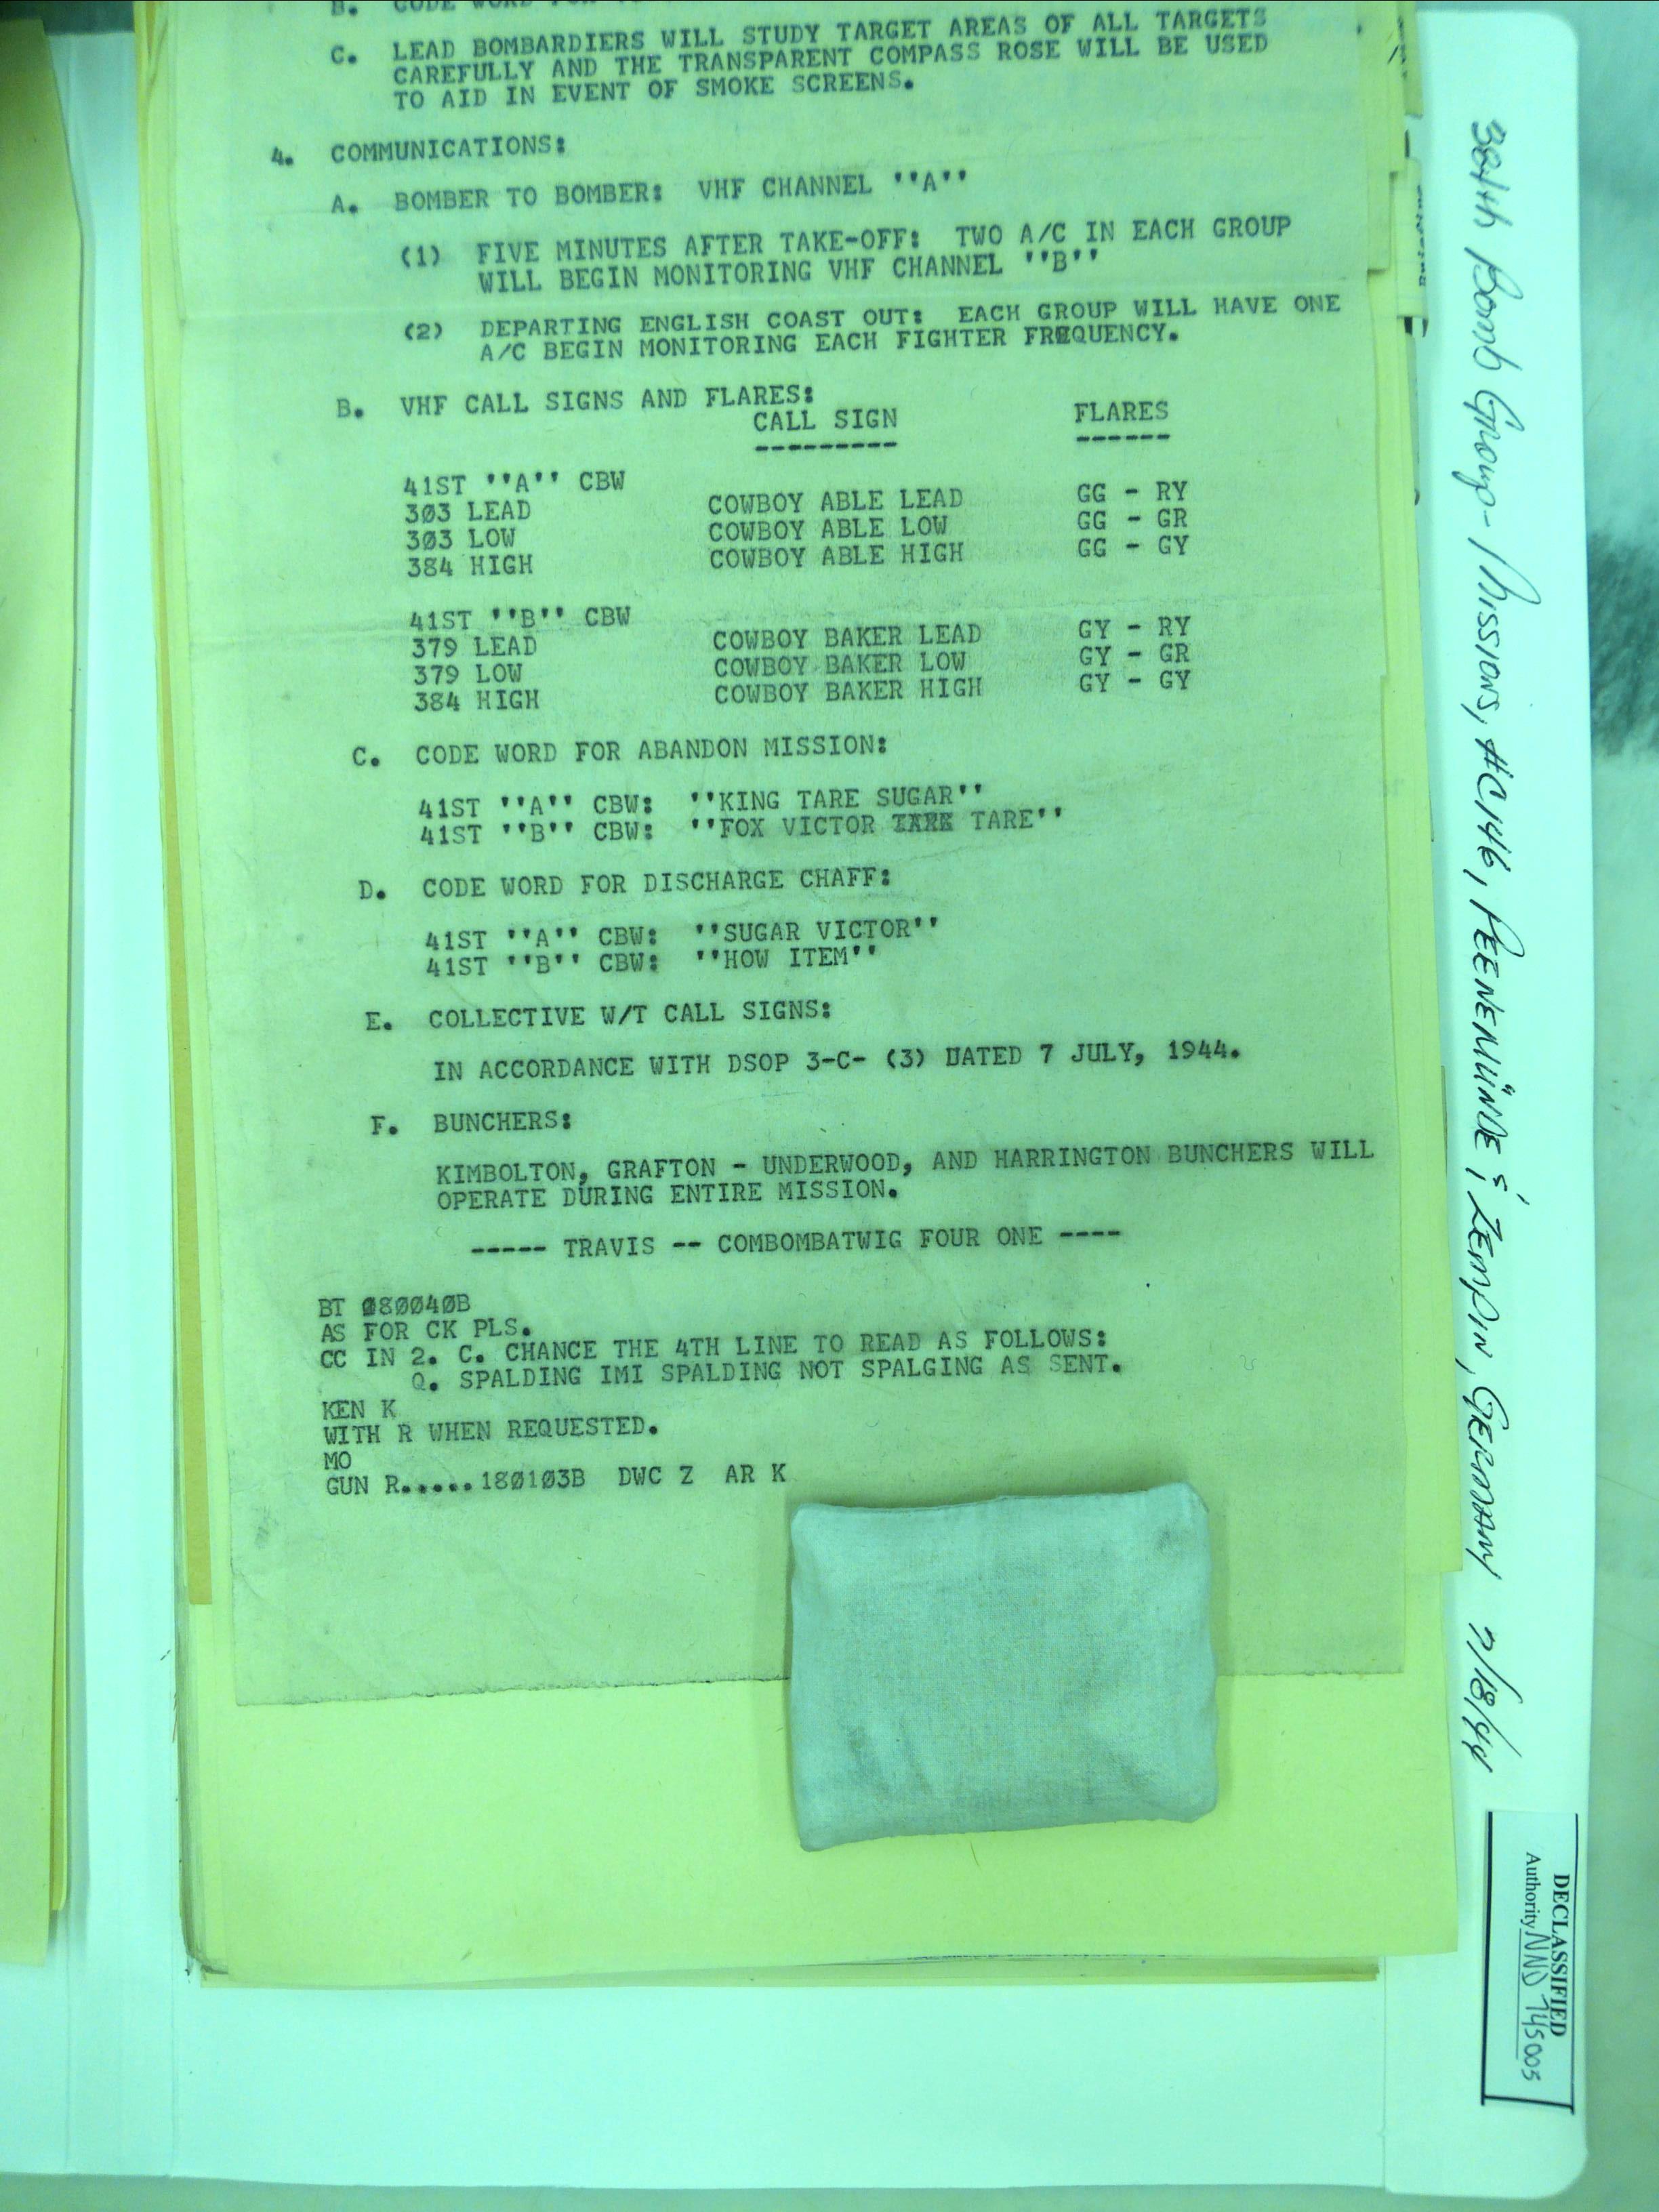 B. CODE WORD FOR
C. LEAD BOMBARDIERS WILL STUDY TARGET AREAS OF ALL TARGETS
CAREFULLY AND THE TRANSPARENT COMPASS ROSE WILL BE USED
TO AID IN EVENT OF SMOKE SCREENS.
4. COMMUNICATIONS:
A. BOMBER TO BOMBER: VHF CHANNEL ''A''
(1) FIVE MINUTES AFTER TAKE-OFF: TWO A/C IN EACH GROUP
WILL BEGIN MONITORING VHF CHANNEL ''B''
(2) DEPARTING ENGLISH COAST OUT: EACH GROUP WILL HAVE ONE
A/C BEGIN MONITORING EACH FIGHTER FREQUENCY.
B. VHF CALL SIGNS AND FLARES:
CALL SIGN FLARES
--------- ------
41ST ''A'' CBW
303 LEAD COWBOY ABLE LEAD GG - RY
303 LOW COWBOY ABLE LOW GG - GR
384 HIGH COWBOY ABLE HIGH GG - GY
41ST ''B'' CBW
379 LEAD COWBOY BAKER LEAD GY - RY
379 LOW COWBOY BAKER LOW GY - GR
384 HIGH COWBOY BAKER HIGH GY - GY
C. CODE WORD FOR ABANDON MISSION:
41ST ''A'' CBW: ''KING TARE SUGAR''
41ST ''B'' CBW: ''FOX VICTOR TARE''
D. CODE WORD FOR DISCHARGE CHAFF:
41ST ''A'' CBW: ''SUGAR VICTOR''
41ST ''B'' CBW: ''HOW ITEM''
E. COLLECTIVE W/T CALL SIGNS:
IN ACCORDANCE WITH DSOP 3-C- (3) DATED 7 JULY, 1944.
F. BUNCHERS:
KIMBOLTON, GRAFTON - UNDERWOOD, AND HARRINGTON BUNCHERS WILL
OPERATE DURING ENTIRE MISSION.
----- TRAVIS -- COMBOMBATWIG FOUR ONE ----
BT 080040B
AS FOR CK PLS.
CC IN 2. C. CHANCE THE 4TH LINE TO READ AS FOLLOWS:
Q. SPALDING IMI SPALDING NOT SPALGING AS SENT.
KEN K
WITH R WHEN REQUESTED.
MO
GUN R.....180103B DWC Z AR K
384th Bomb Group - Missions, #C146, PEENEMÜNDE & ZEMPIN, GERMANY 7/18/44
DECLASSIFIED
Authority NND 745005